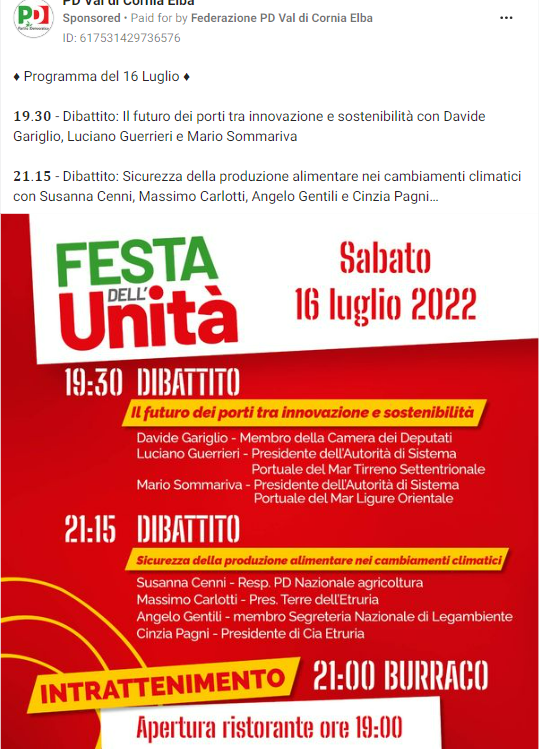 PD Val di Cornia Elba
Sponsored • Paid for by Federazione PD Val di Cornia Elba
ID: 617531429736576
PD
Partito Democratico
♦ Programma del 16 Luglio ♦
19.30 - Dibattito: Il futuro dei porti tra innovazione e sostenibilità con Davide
Gariglio, Luciano Guerrieri e Mario Sommariva
21.15 - Dibattito: Sicurezza della produzione alimentare nei cambiamenti climatici
con Susanna Cenni, Massimo Carlotti, Angelo Gentili e Cinzia Pagni...
FESTA
DELL'
Unità
Sabato
16 luglio 2022
19:30 DIBATTITO
Il futuro dei porti tra innovazione e sostenibilità
Davide Gariglio - Membro della Camera dei Deputati
Luciano Guerrieri - Presidente dell'Autorità di Sistema
Portuale del Mar Tirreno Settentrionale
Mario Sommariva - Presidente dell'Autorità di Sistema
Portuale del Mar Ligure Orientale
21:15 DIBATTITO
Sicurezza della produzione alimentare nei cambiamenti climatici
Susanna Cenni - Resp. PD Nazionale agricoltura
Massimo Carlotti - Pres. Terre dell'Etruria
Angelo Gentili - membro Segreteria Nazionale di Legambiente
Cinzia Pagni - Presidente di Cia Etruria
INTRATTENIMENTO 21:00 BURRACO
Apertura ristorante ore 19:00